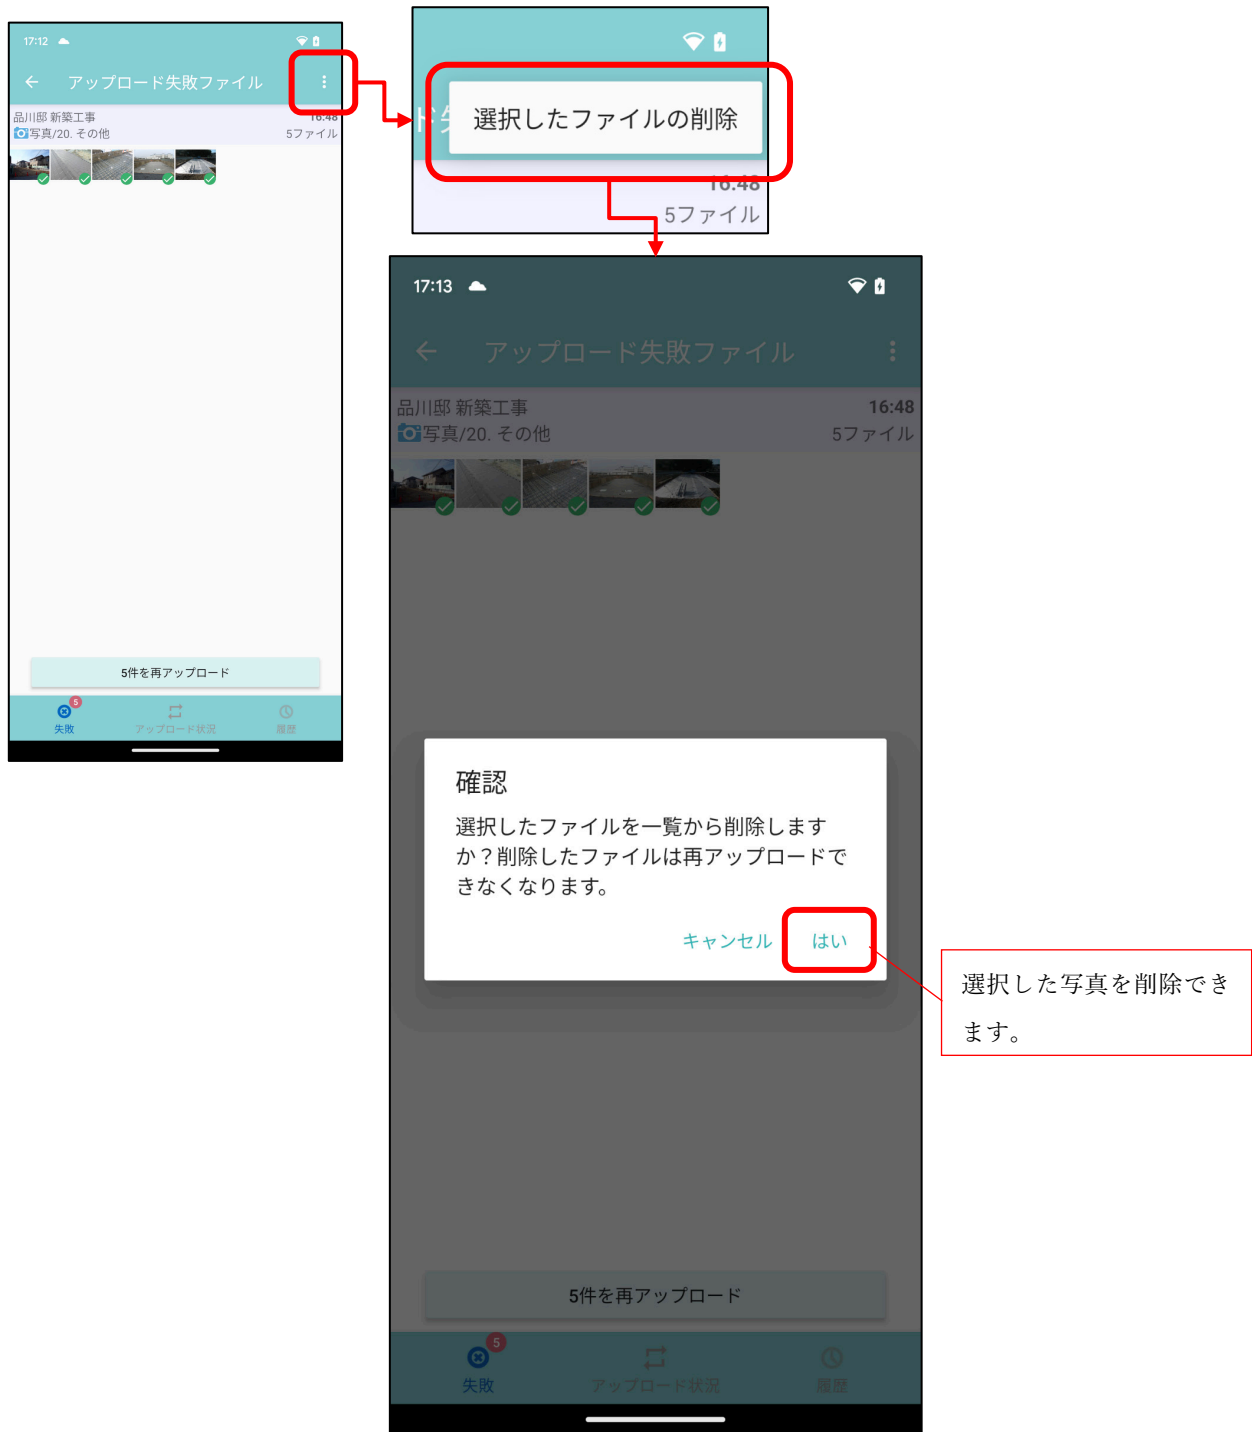 17:12
アップロード失敗ファイル
品川邸 新築工事
16:48
写真/20. その他
5ファイル
5件を再アップロード
5
失敗
アップロード状況
履歴
選択したファイルの削除
16:48
5ファイル
17:13
アップロード失敗ファイル
品川邸 新築工事
16:48
写真/20. その他
5ファイル
確認
選択したファイルを一覧から削除します
か？削除したファイルは再アップロードで
きなくなります。
キャンセル
はい
選択した写真を削除でき
ます。
5件を再アップロード
5
失敗
アップロード状況
履歴